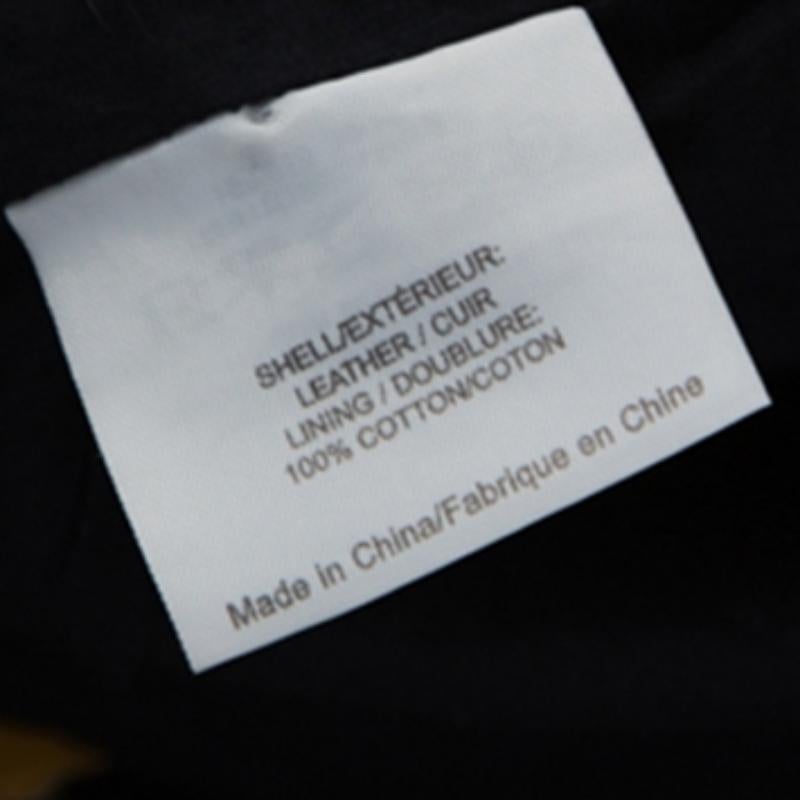 SHELL/EXTÉRIEUR:
LEATHER / CUIR
LINING / DOUBLURE:
100% COTTON/COTON
Made in China/Fabrique en Chine